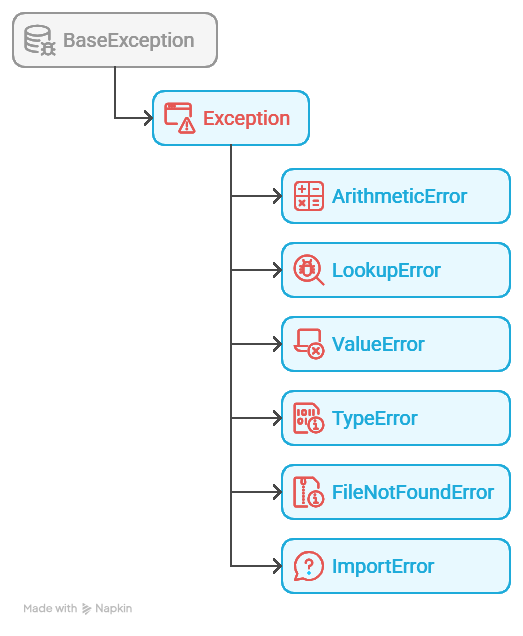 BaseException
Exception
ArithmeticError
LookupError
ValueError
TypeError
FileNotFoundError
ImportError
Made with Napkin